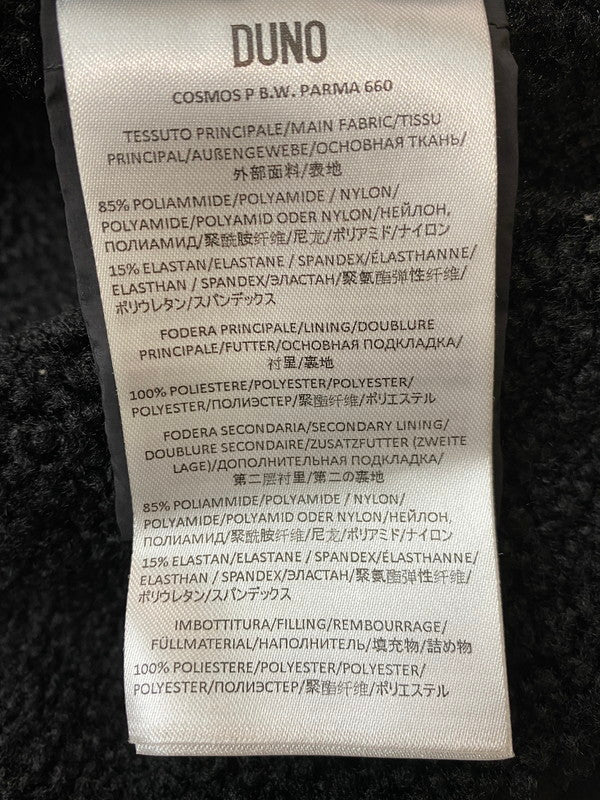 DUNO
COSMOS P B.W. PARMA 660
TESSUTO PRINCIPALE/MAIN FABRIC/TISSU
PRINCIPAL/AUßENGEWEBE/ОСНОВНАЯ ТКАНЬ/
外部面料/表地
85% POLIAMMIDE/POLYAMIDE / NYLON/
POLYAMIDE/POLYAMID ODER NYLON/НЕЙЛОН,
ПОЛИАМИД/聚酰胺纤维/尼龙/ポリアミド/ナイロン
15% ELASTAN/ELASTANE / SPANDEX/ÉLASTHANNE/
ELASTHAN / SPANDEX/ЭЛАСТАН/聚氨酯弹性纤维/
ポリウレタン/スパンデックス
FODERA PRINCIPALE/LINING/DOUBLURE
PRINCIPALE/FUTTER/ОСНОВНАЯ ПОДКЛАДКА/
衬里/裏地
100% POLIESTERE/POLYESTER/POLYESTER/
POLYESTER/ПОЛИЭСТЕР/聚酯纤维/ポリエステル
FODERA SECONDARIA/SECONDARY LINING/
DOUBLURE SECONDAIRE/ZUSATZFUTTER (ZWEITE
LAGE)/ДОПОЛНИТЕЛЬНАЯ ПОДКЛАДКА/
第二层衬里/第二の裏地
85% POLIAMMIDE/POLYAMIDE / NYLON/
POLYAMIDE/POLYAMID ODER NYLON/НЕЙЛОН,
ПОЛИАМИД/聚酰胺纤维/尼龙/ポリアミド/ナイロン
15% ELASTAN/ELASTANE / SPANDEX/ÉLASTHANNE/
ELASTHAN / SPANDEX/ЭЛАСТАН/聚氨酯弹性纤维/
ポリウレタン/スパンデックス
IMBOTTITURA/FILLING/REMBOURRAGE/
FÜLLMATERIAL/НАПОЛНИТЕЛЬ/填充物/詰め物
100% POLIESTERE/POLYESTER/POLYESTER/
POLYESTER/ПОЛИЭСТЕР/聚酯纤维/ポリエステル